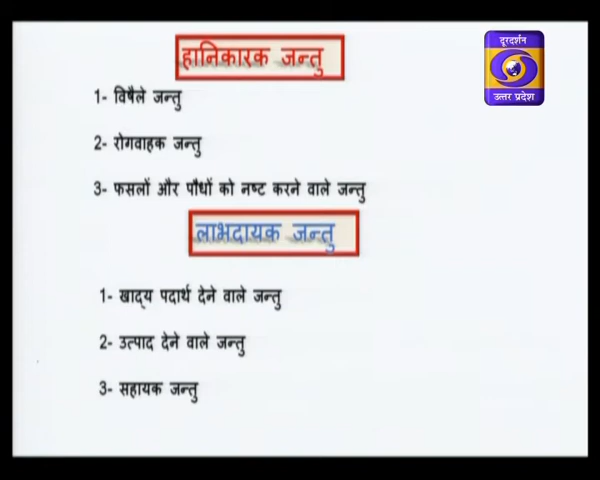 हानिकारक जन्तु
दूरदर्शन
उत्तर प्रदेश
1- विषैले जन्तु
2- रोगवाहक जन्तु
3- फसलों और पौधों को नष्ट करने वाले जन्तु
लाभदायक जन्तु
1- खाद्य पदार्थ देने वाले जन्तु
2- उत्पाद देने वाले जन्तु
3- सहायक जन्तु